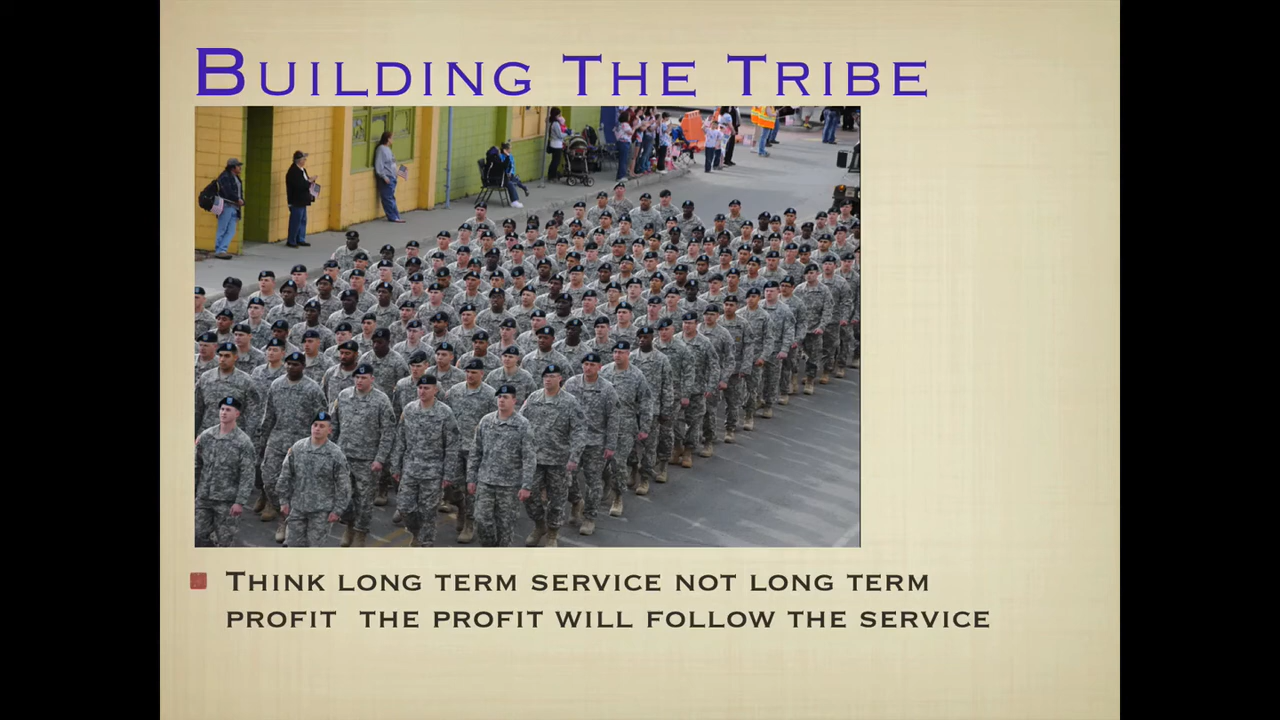 Building The Tribe
Think long term service not long term
profit  the profit will follow the service